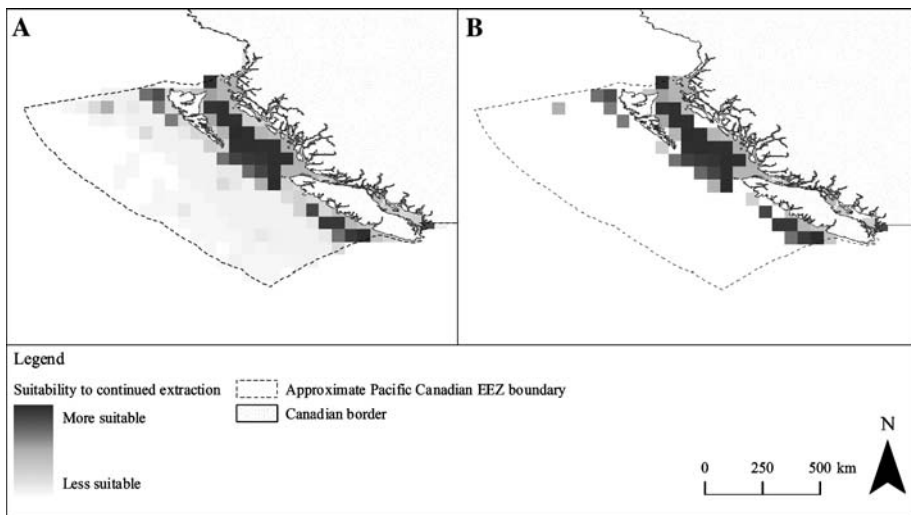 A
B
Legend
Suitability to continued extraction
More suitable
Less suitable
Approximate Pacific Canadian EEZ boundary
Canadian border
N
0 250 500 km